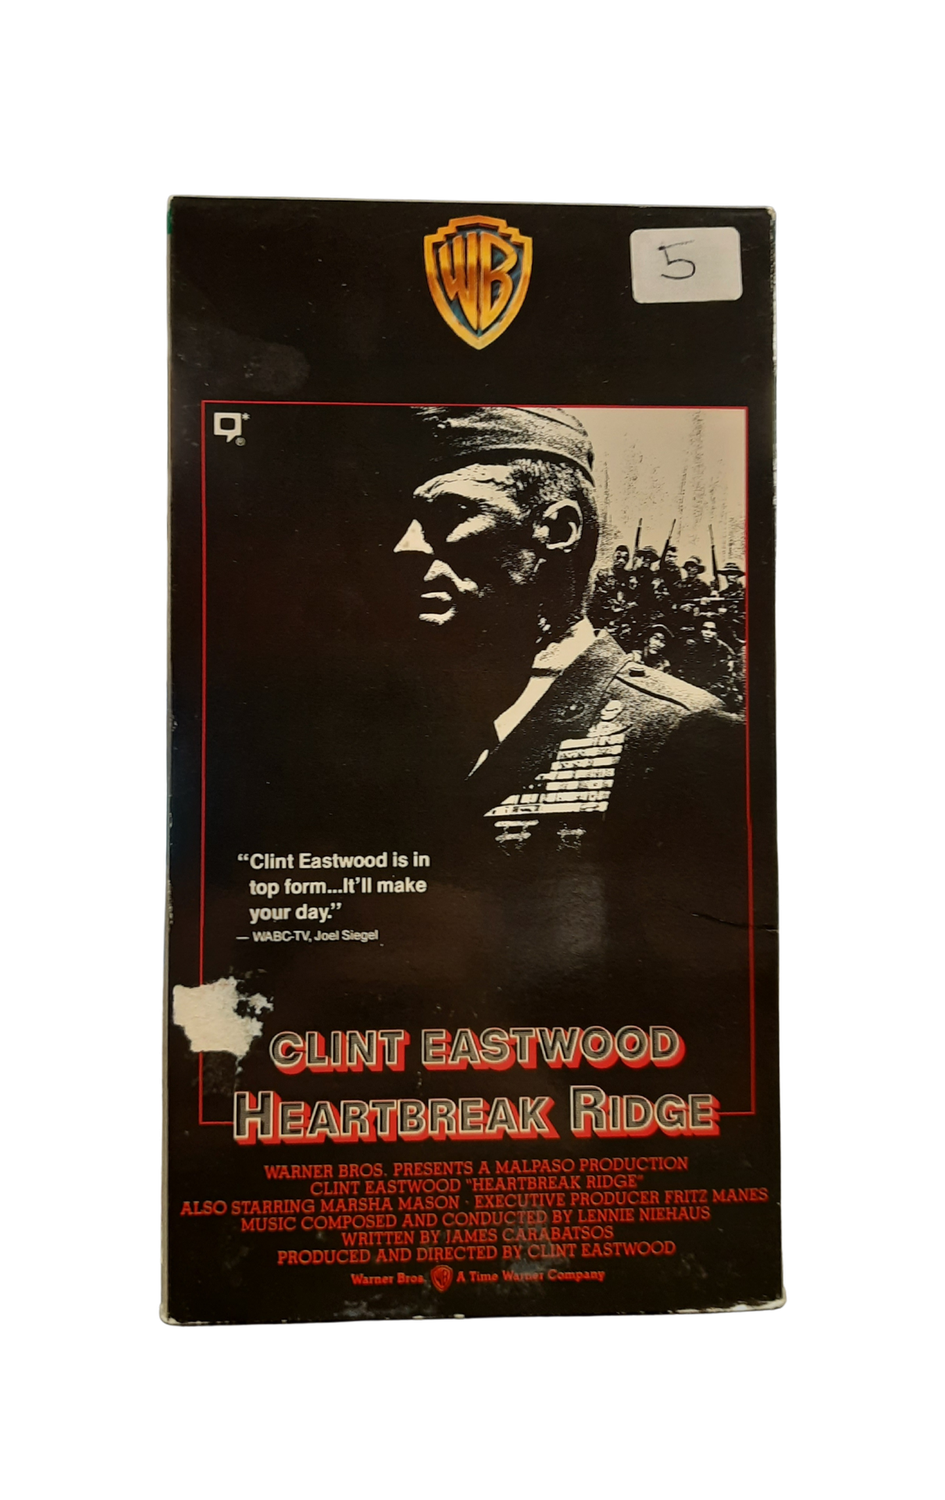 WB
5
“Clint Eastwood is in
top form...It'll make
your day.”
— WABC-TV, Joel Siegel
CLINT EASTWOOD
HEARTBREAK RIDGE
WARNER BROS. PRESENTS A MALPASO PRODUCTION
CLINT EASTWOOD "HEARTBREAK RIDGE"
ALSO STARRING MARSHA MASON · EXECUTIVE PRODUCER FRITZ MANES
MUSIC COMPOSED AND CONDUCTED BY LENNIE NIEHAUS
WRITTEN BY JAMES CARABATSOS
PRODUCED AND DIRECTED BY CLINT EASTWOOD
Warner Bros. WB A Time Warner Company